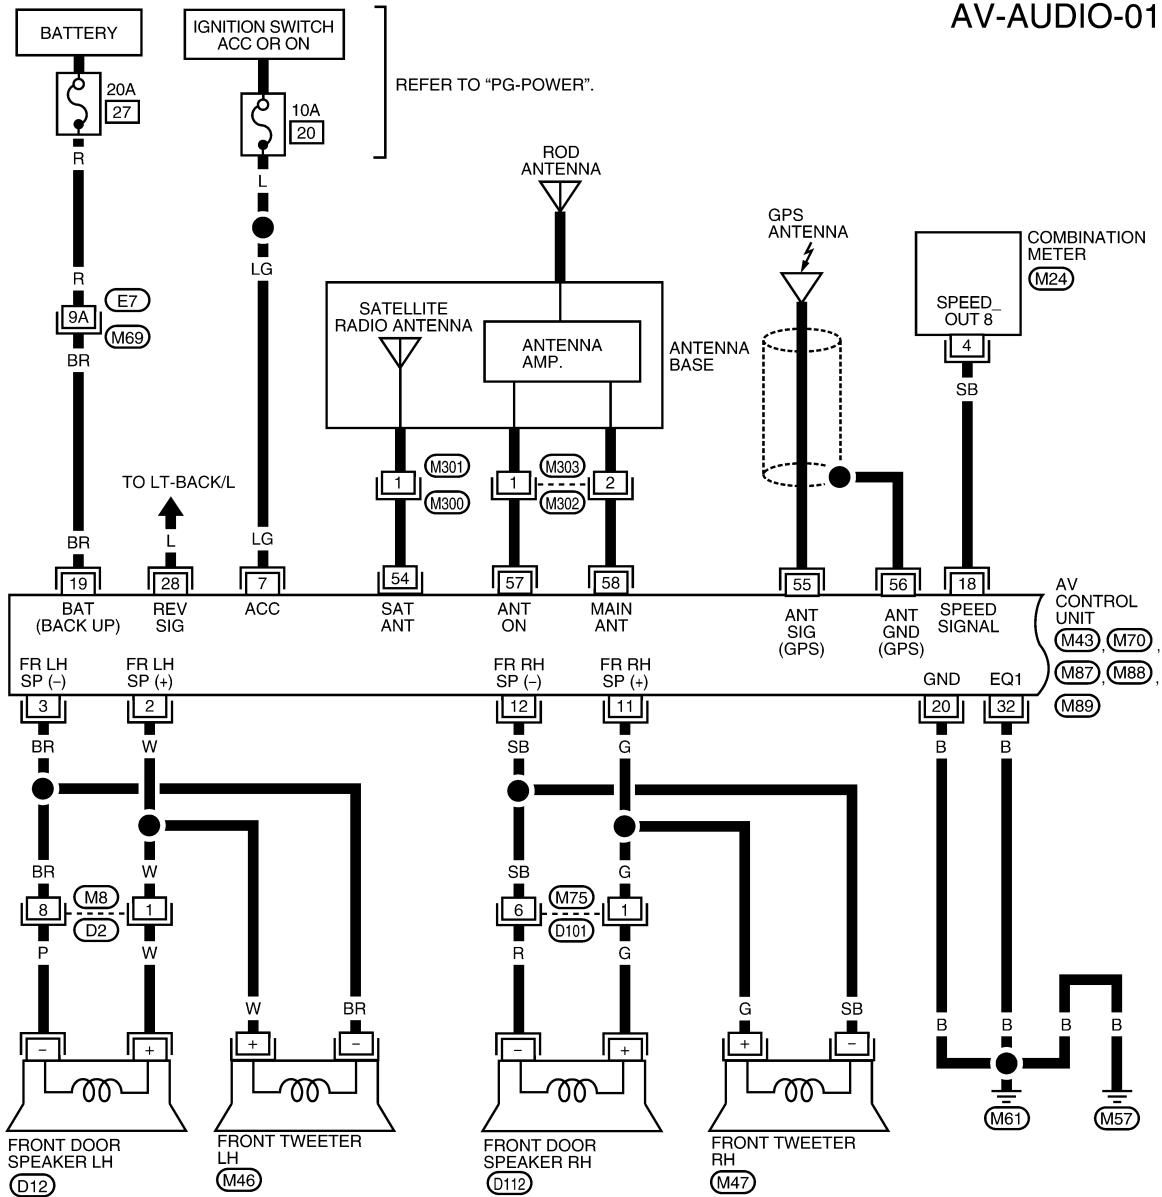 AV-AUDIO-01
BATTERY
IGNITION SWITCH
ACC OR ON
REFER TO “PG-POWER”.
20A
27
10A
20
R
L
LG
R
9A
E7
M69
BR
ROD
ANTENNA
GPS
ANTENNA
COMBINATION
METER
M24
SPEED_
OUT 8
4
SB
SATELLITE
RADIO ANTENNA
ANTENNA
AMP.
ANTENNA
BASE
1
M301
M300
1
M303
M302
2
TO LT-BACK/L
BR
L
LG
19
28
7
54
57
58
55
56
18
BAT
(BACK UP)
REV
SIG
ACC
SAT
ANT
ANT
ON
MAIN
ANT
ANT
SIG
(GPS)
ANT
GND
(GPS)
SPEED
SIGNAL
AV
CONTROL
UNIT
M43 , M70 ,
M87 , M88 ,
M89
FR LH
SP (–)
FR LH
SP (+)
FR RH
SP (–)
FR RH
SP (+)
GND
EQ1
3
2
12
11
20
32
BR
W
SB
G
B
B
BR
W
SB
G
8
M8
D2
1
6
M75
D101
1
P
W
R
G
W
BR
G
SB
B
B
B
B
–
+
+
–
–
+
+
–
M61
M57
FRONT DOOR
SPEAKER LH
D12
FRONT TWEETER
LH
M46
FRONT DOOR
SPEAKER RH
D112
FRONT TWEETER
RH
M47